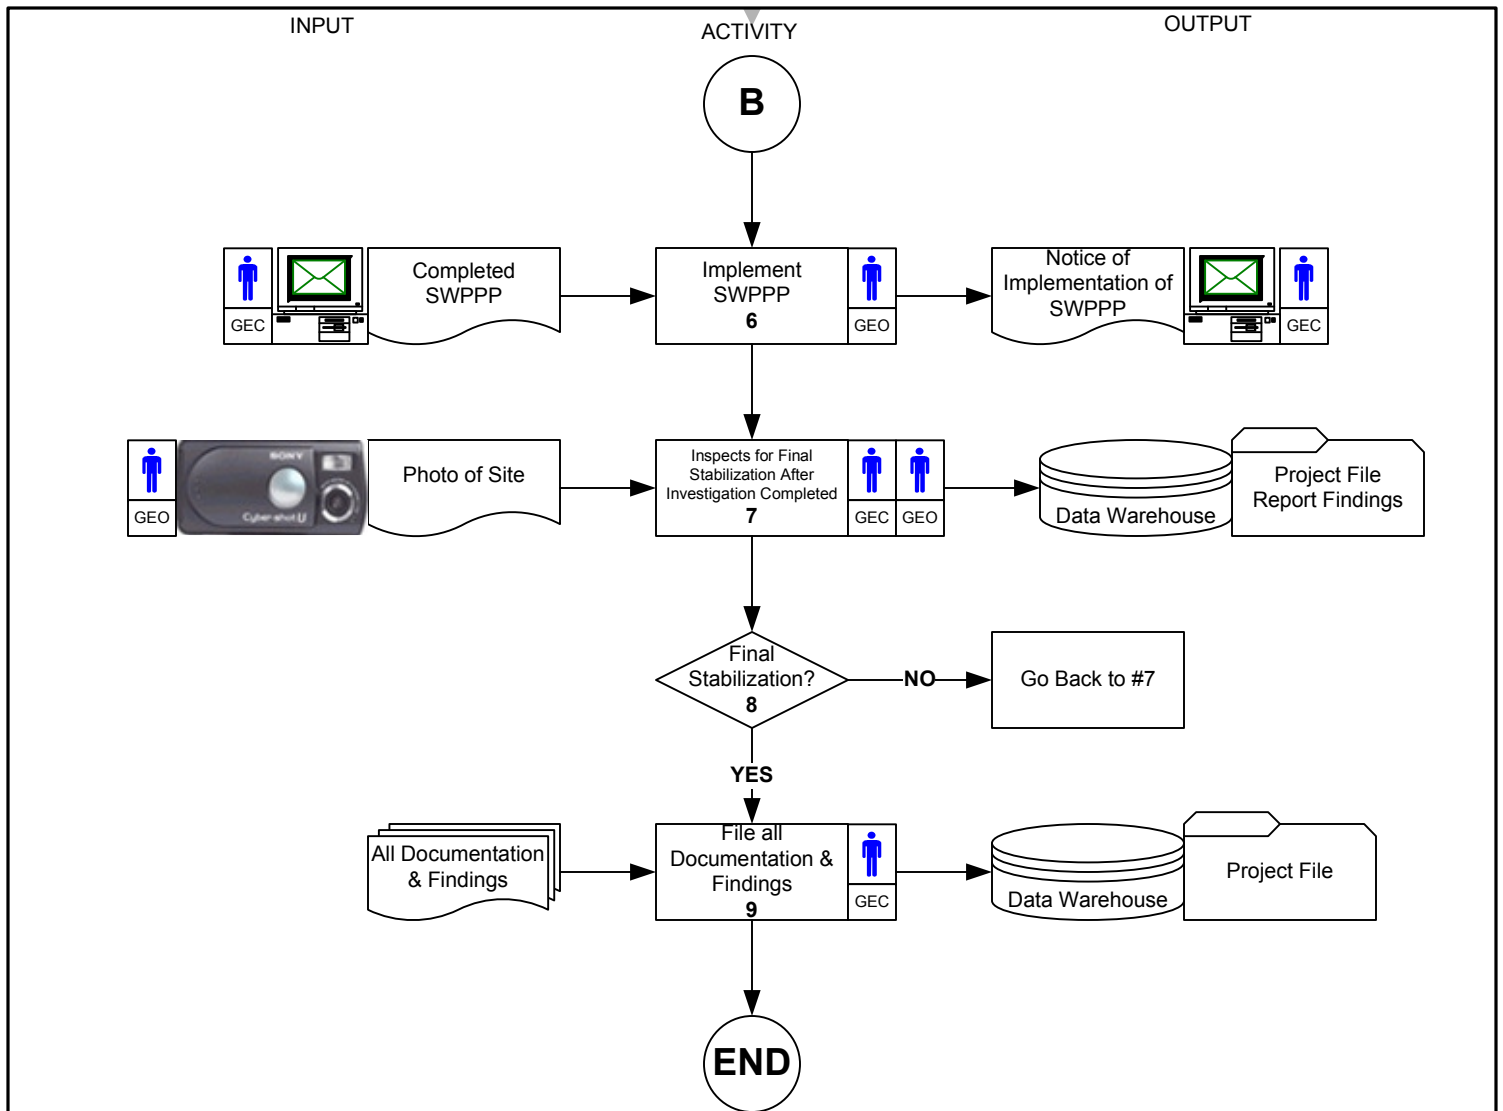 INPUT
ACTIVITY
OUTPUT
B
GEC
Completed
SWPPP
Implement
SWPPP
6
GEO
Notice of
Implementation of
SWPPP
GEC
GEO
SONY
Cyber-shot U
Photo of Site
Inspects for Final
Stabilization After
Investigation Completed
7
GEC
GEO
Data Warehouse
Project File
Report Findings
Final
Stabilization?
8
NO
Go Back to #7
YES
All Documentation
& Findings
File all
Documentation &
Findings
9
GEC
Data Warehouse
Project File
END